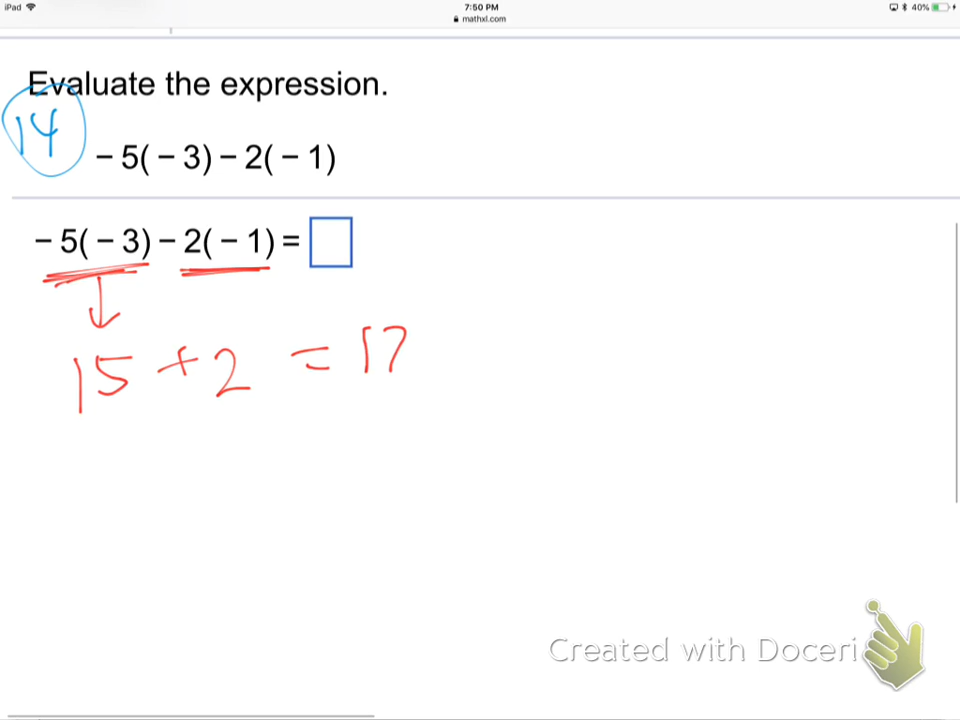 iPad 7:50 PM 40%
mathxl.com
Evaluate the expression.
14
− 5( − 3) − 2( − 1)
− 5( − 3) − 2( − 1) =
15 + 2 = 17
Created with Doceri